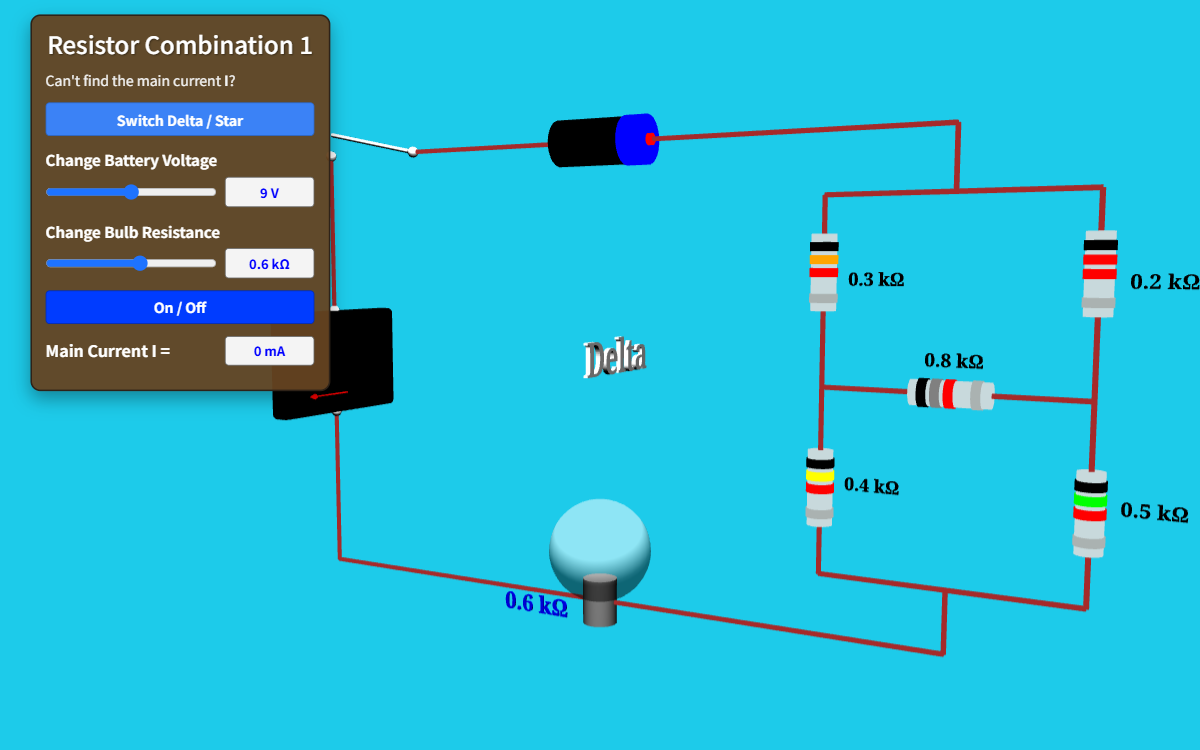 Resistor Combination 1
Can't find the main current I?
Switch Delta / Star
Change Battery Voltage
9 V
Change Bulb Resistance
0.6 kΩ
On / Off
Main Current I =
0 mA
0.3 kΩ
0.2 kΩ
Delta
0.8 kΩ
0.4 kΩ
0.5 kΩ
0.6 kΩ